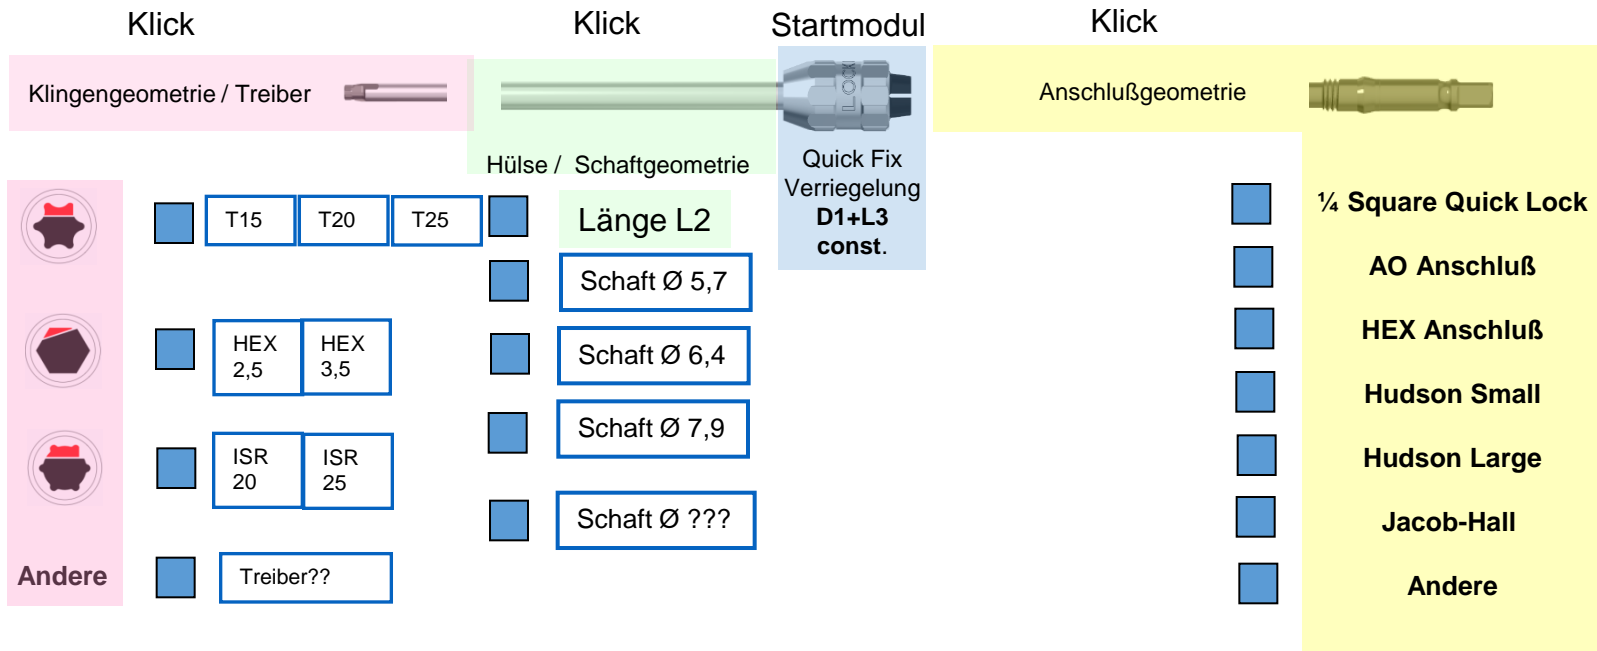 Klick
Klick
Startmodul
Klick
Klingengeometrie / Treiber
LOCK
Anschlußgeometrie
Hülse / Schaftgeometrie
Quick Fix
Verriegelung
D1+L3
const.
T15
T20
T25
Länge L2
Schaft Ø 5,7
HEX
2,5
HEX
3,5
Schaft Ø 6,4
Schaft Ø 7,9
ISR
20
ISR
25
Schaft Ø ???
Andere
Treiber??
¼ Square Quick Lock
AO Anschluß
HEX Anschluß
Hudson Small
Hudson Large
Jacob-Hall
Andere